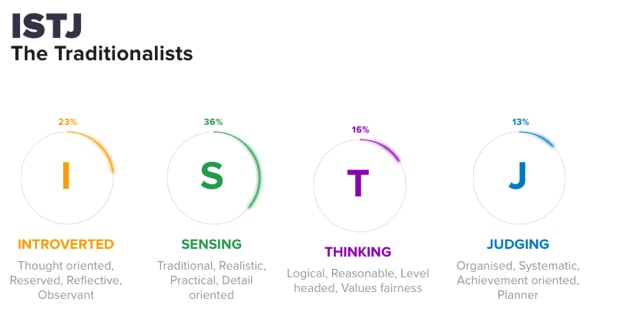 ISTJ
The Traditionalists
23%
I
INTROVERTED
Thought oriented,
Reserved, Reflective,
Observant
36%
S
SENSING
Traditional, Realistic,
Practical, Detail
oriented
16%
T
THINKING
Logical, Reasonable, Level
headed, Values fairness
13%
J
JUDGING
Organised, Systematic,
Achievement oriented,
Planner